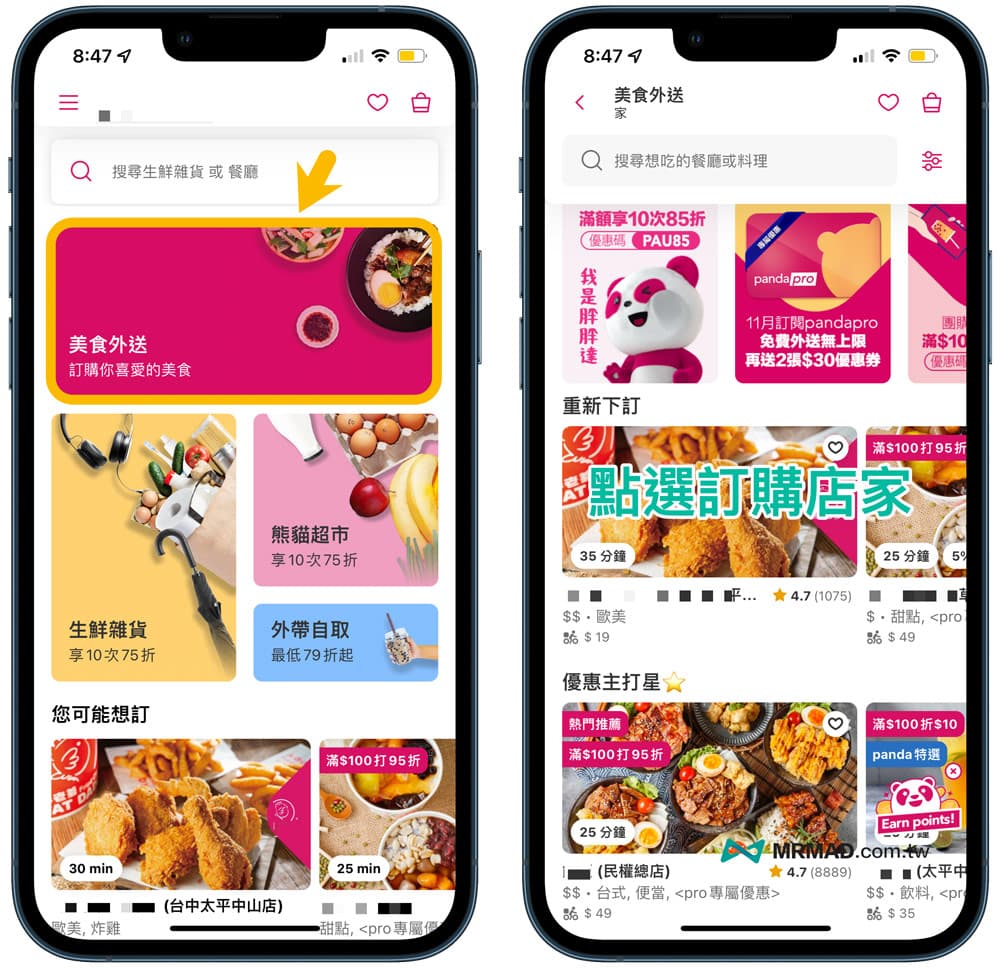 8:47
搜尋生鮮雜貨 或 餐廳
美食外送
訂購你喜愛的美食
熊貓超市
享10次75折
生鮮雜貨
享10次75折
外帶自取
最低79折起
您可能想訂
滿$100打95折
30 min
25 min
(台中太平中山店)
歐美, 炸雞
甜點, <pro專屬優
8:47
美食外送
家
搜尋想吃的餐廳或料理
滿額享10次85折
優惠碼 PAU85
我是胖胖達
專屬優惠
panda pro
11月訂閱pandapro
免費外送無上限
再送2張$30優惠券
團購
滿$10
優惠碼
重新下訂
滿$100打95折
點選訂購店家
35 分鐘
25 分鐘
5%
平... 4.7 (1075)
$$・歐美
$・甜點, <pro
$ 19
$ 49
優惠主打星
熱門推薦
滿$100打95折
滿$100折$10
panda 特選
Earn points!
25 分鐘
MRMAD.com.tw
(民權總店) 4.7 (8889)
(太平中
$$・台式, 便當, <pro專屬優惠>
$$・飲料, <pr
$ 49
$ 35